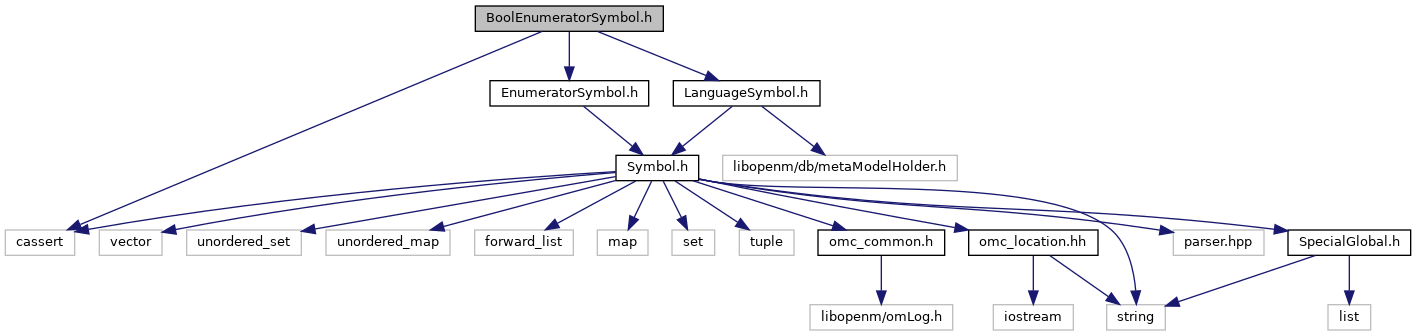 BoolEnumeratorSymbol.h
EnumeratorSymbol.h
LanguageSymbol.h
Symbol.h
libopenm/db/metaModelHolder.h
cassert
vector
unordered_set
unordered_map
forward_list
map
set
tuple
omc_common.h
omc_location.hh
parser.hpp
SpecialGlobal.h
libopenm/omLog.h
iostream
string
list